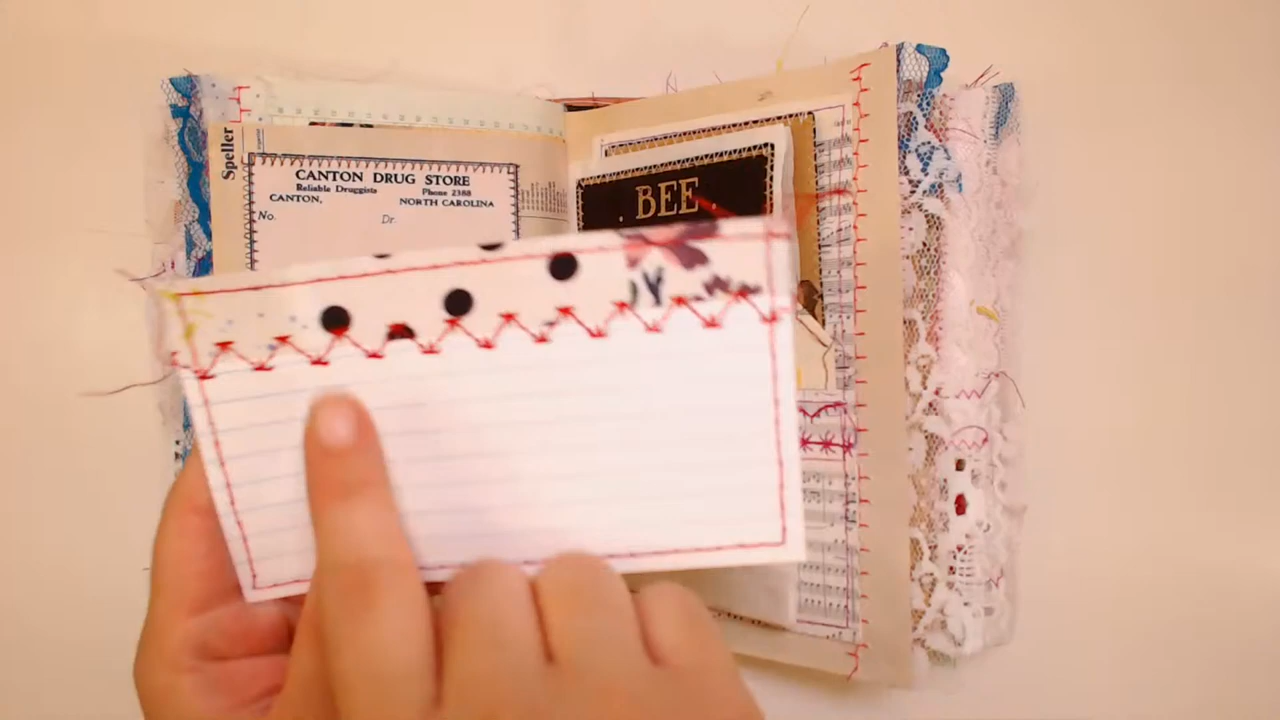 Speller
CANTON DRUG STORE
Reliable Druggists
Phone 2388
CANTON,
NORTH CAROLINA
No.
Dr.
. BEE .